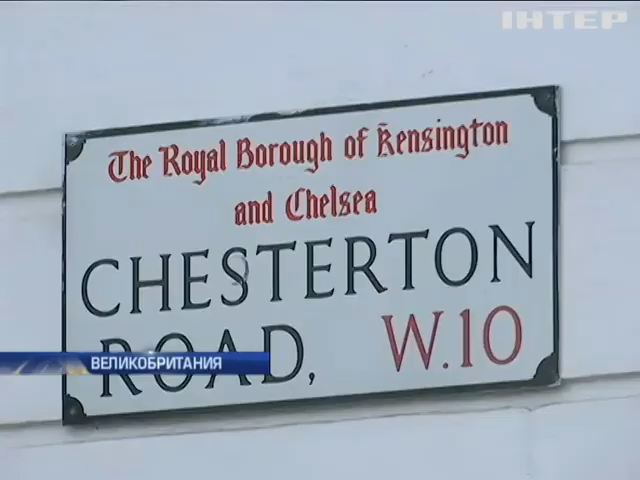 ІНТЕР
The Royal Borough of Kensington
and Chelsea
CHESTERTON
ROAD, W.10
ВЕЛИКОБРИТАНИЯ